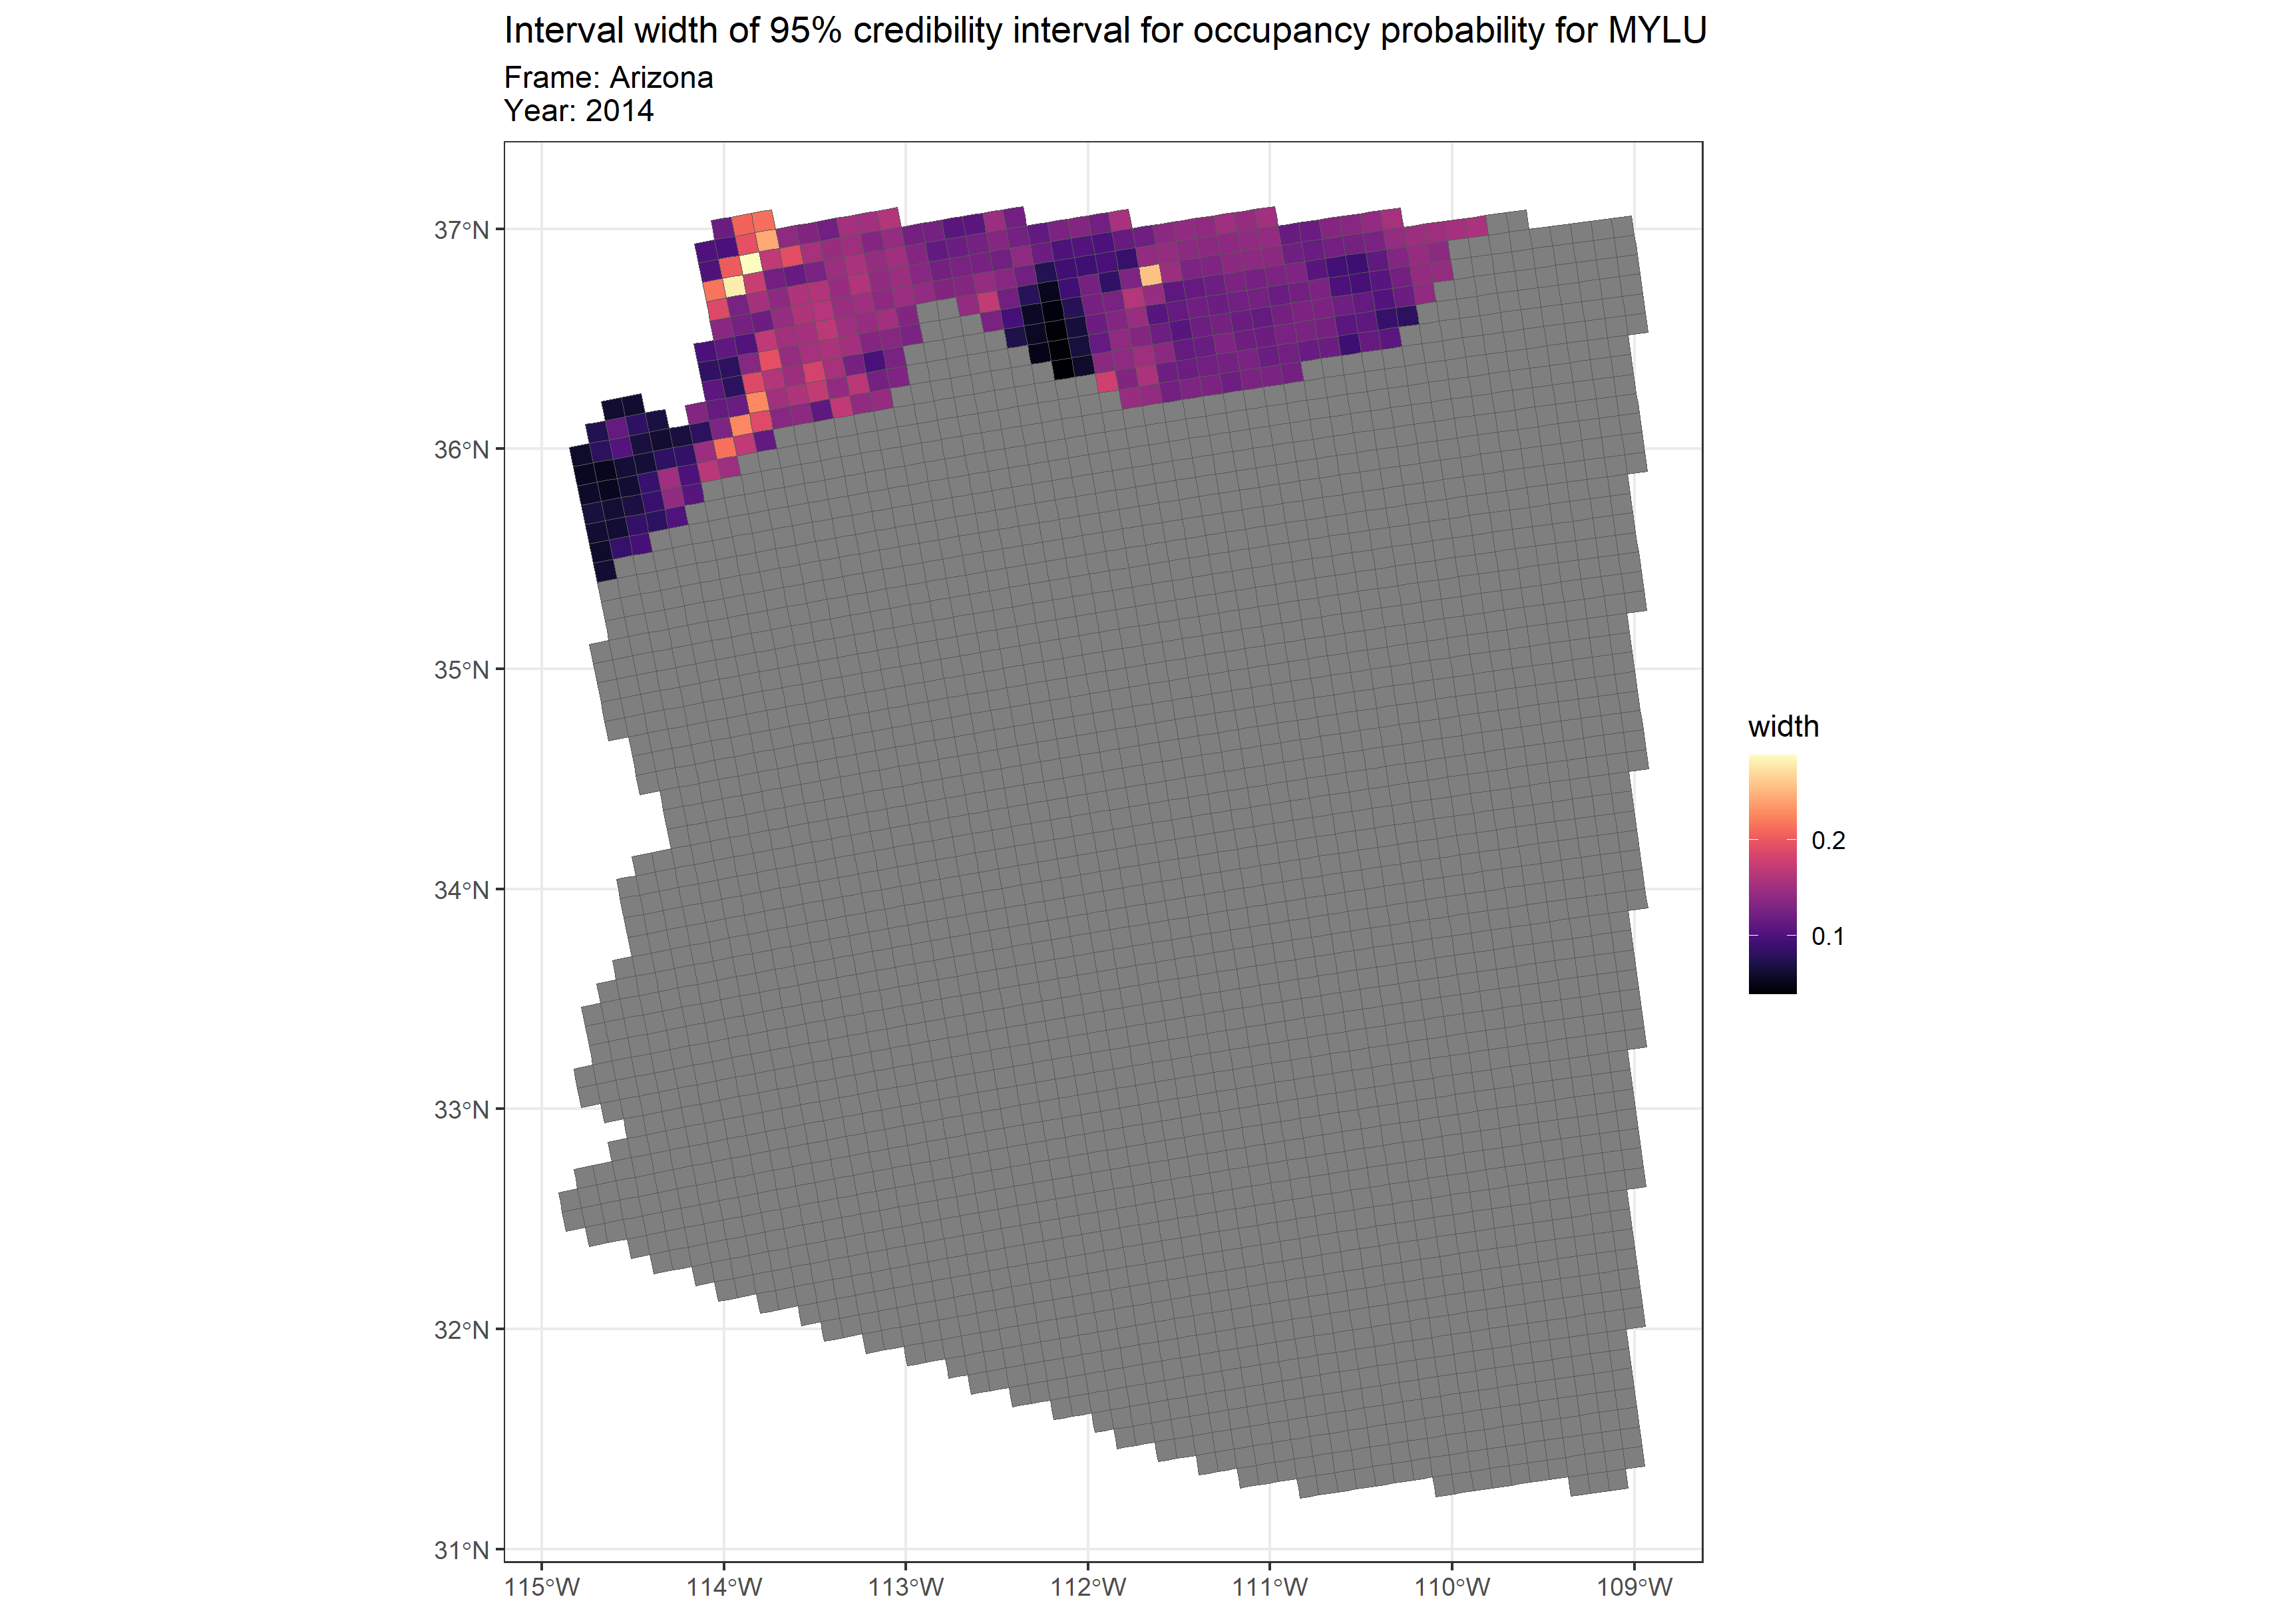 Interval width of 95% credibility interval for occupancy probability for MYLU
Frame: Arizona
Year: 2014
37°N
36°N
35°N
34°N
33°N
32°N
31°N
115°W 114°W 113°W 112°W 111°W 110°W 109°W
width
0.2
0.1